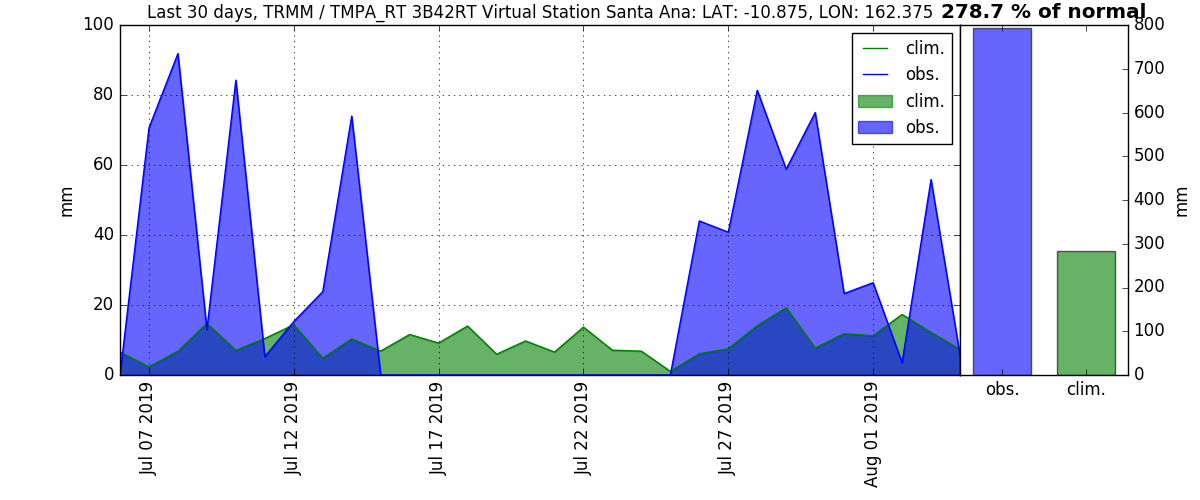 Last 30 days, TRMM / TMPA_RT 3B42RT Virtual Station Santa Ana: LAT: -10.875, LON: 162.375 278.7 % of normal
100
80
60
40
20
0
mm
clim.
obs.
clim.
obs.
800
700
600
500
400
300
200
100
0
mm
obs.
clim.
Jul 07 2019
Jul 12 2019
Jul 17 2019
Jul 22 2019
Jul 27 2019
Aug 01 2019